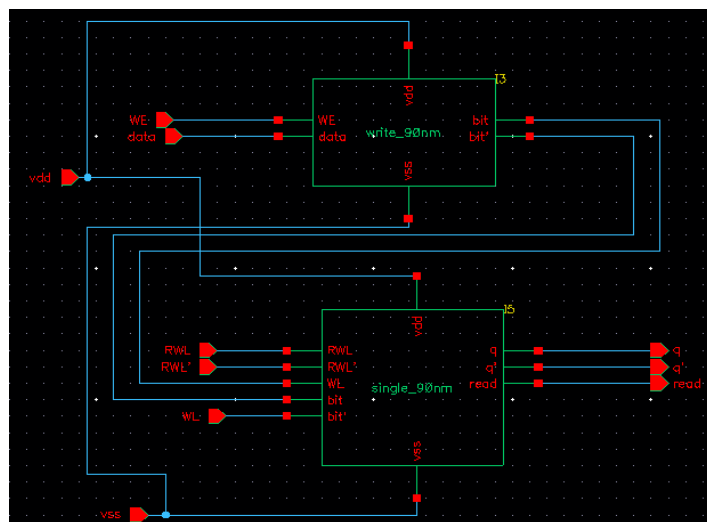 I3
vdd
WE WE bit
data data write_90nm bit'
vdd vss
I5
vdd
RWL RWL q q
RWL' RWL' q' q'
WL single_90nm read read
bit
WL bit'
vss
vss